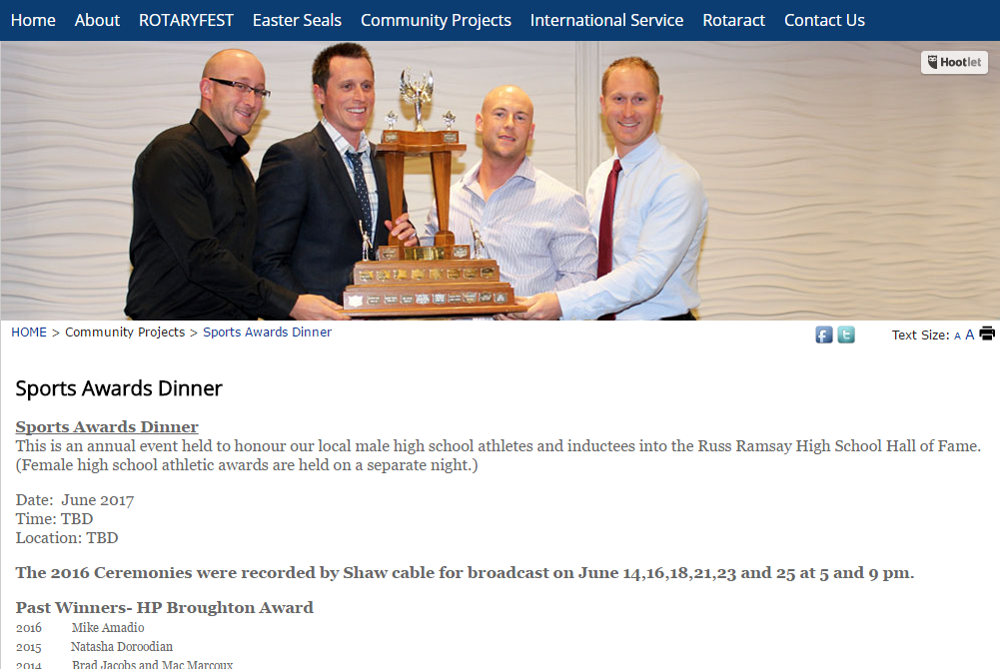 Home About ROTARYFEST Easter Seals Community Projects International Service Rotaract Contact Us
Hootlet
HOME > Community Projects > Sports Awards Dinner
Text Size: A A
Sports Awards Dinner
Sports Awards Dinner
This is an annual event held to honour our local male high school athletes and inductees into the Russ Ramsay High School Hall of Fame.
(Female high school athletic awards are held on a separate night.)
Date: June 2017
Time: TBD
Location: TBD
The 2016 Ceremonies were recorded by Shaw cable for broadcast on June 14,16,18,21,23 and 25 at 5 and 9 pm.
Past Winners- HP Broughton Award
2016 Mike Amadio
2015 Natasha Doroodian
2014 Brad Jacobs and Mac Marcoux